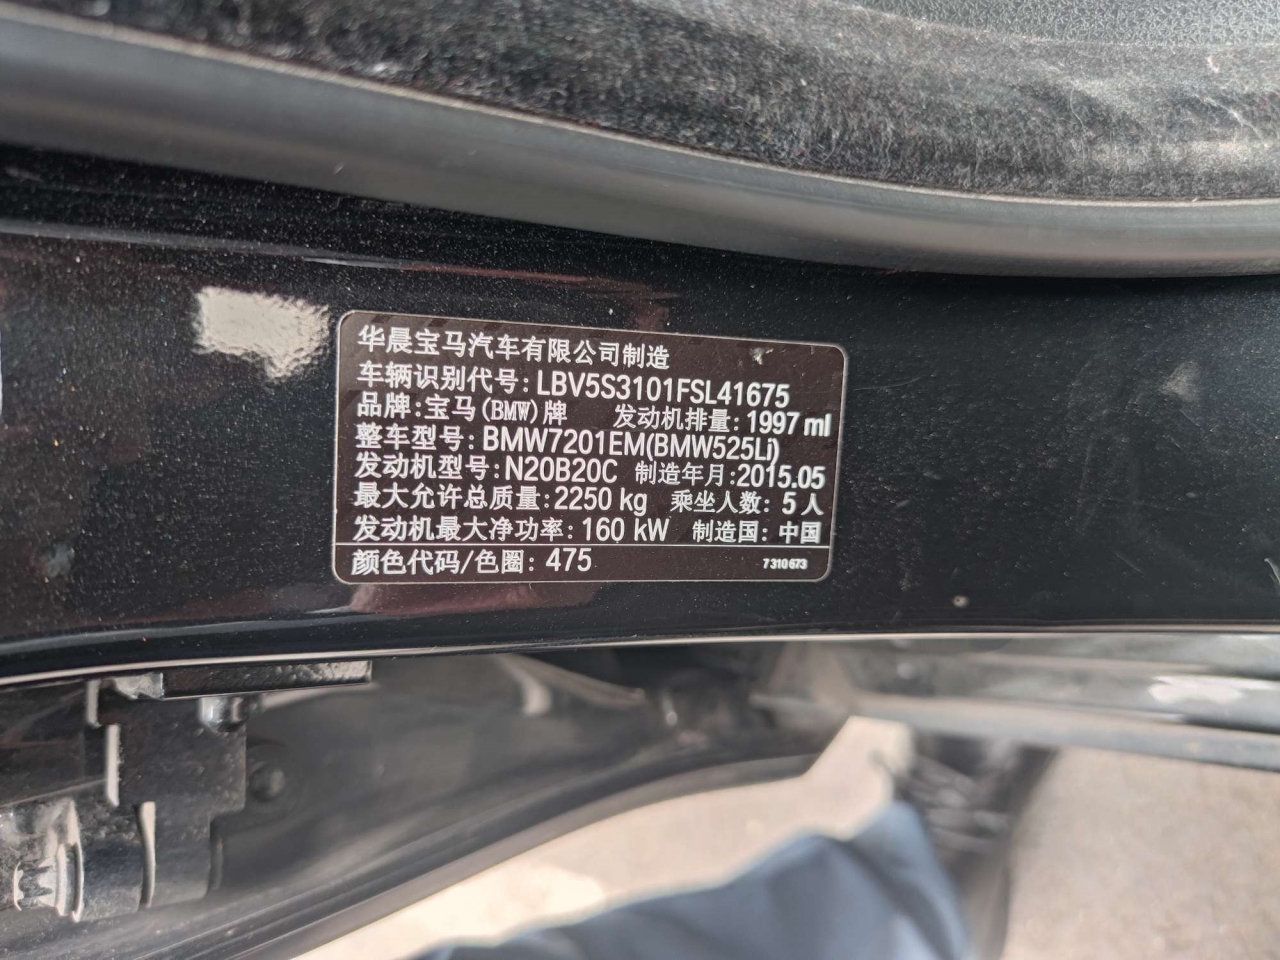 华晨宝马汽车有限公司制造
车辆识别代号: LBV5S3101FSL41675
品牌: 宝马(BMW)牌 发动机排量: 1997 ml
整车型号: BMW7201EM(BMW525Li)
发动机型号: N20B20C 制造年月: 2015.05
最大允许总质量: 2250 kg 乘坐人数: 5人
发动机最大净功率: 160 kW 制造国: 中国
颜色代码/色圈: 475 7310673